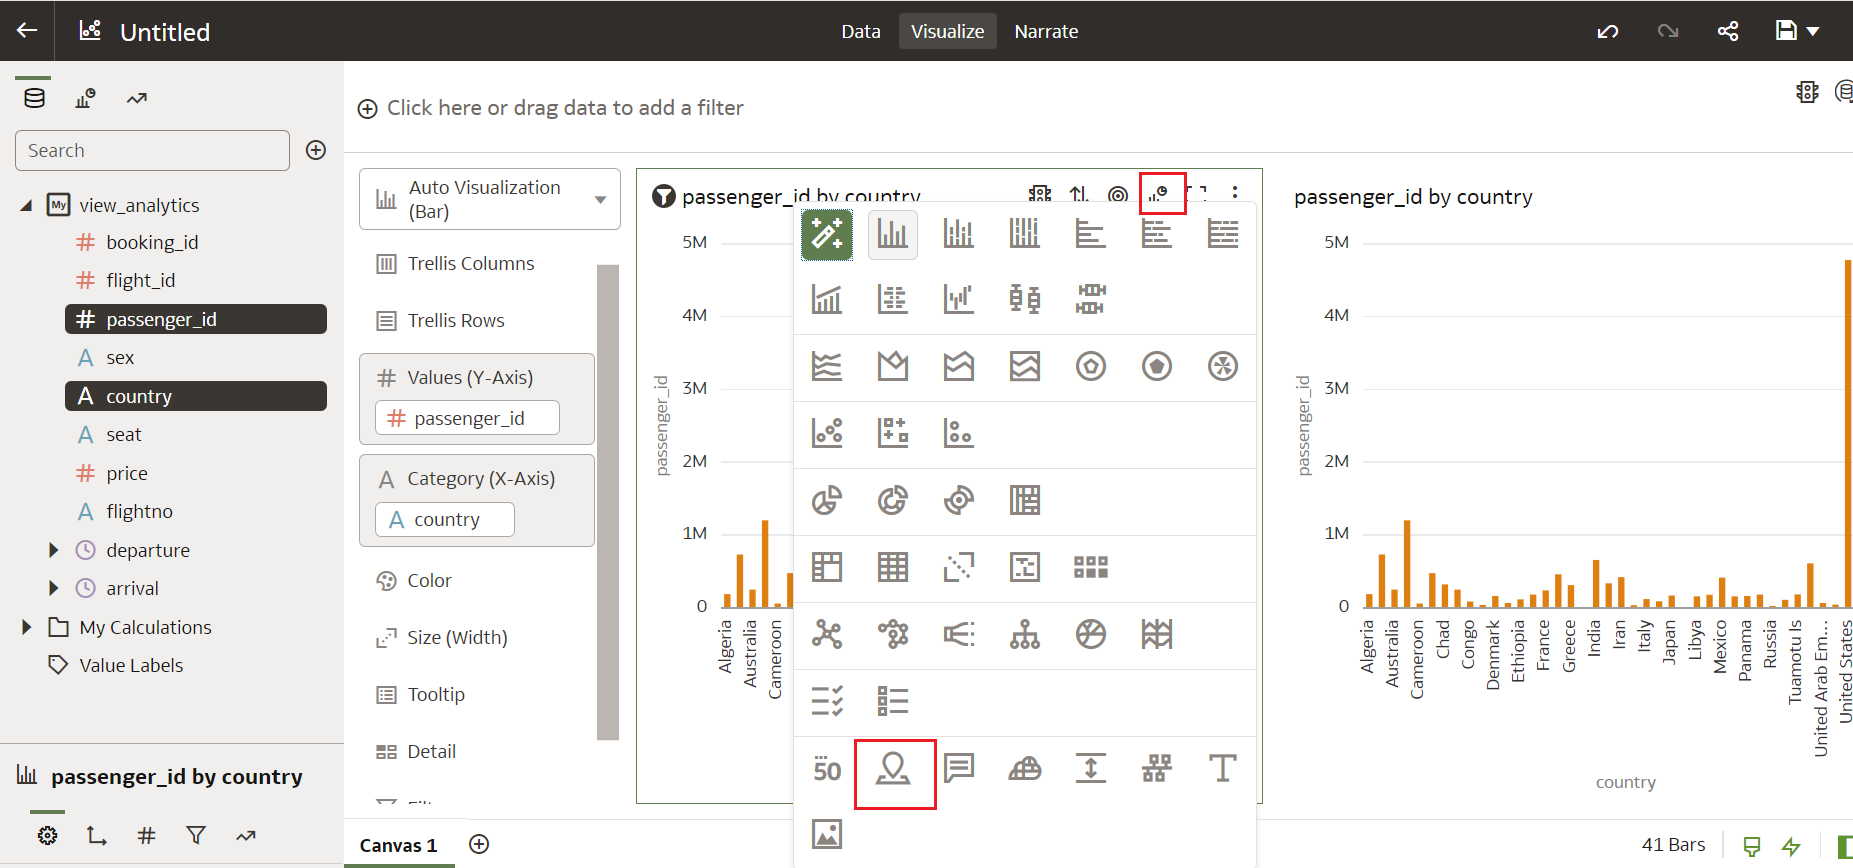 Untitled
Data
Visualize
Narrate
Click here or drag data to add a filter
Search
My
view_analytics
booking_id
flight_id
passenger_id
sex
country
seat
price
flightno
departure
arrival
My Calculations
Value Labels
passenger_id by country
Auto Visualization
(Bar)
Trellis Columns
Trellis Rows
Values (Y-Axis)
passenger_id
Category (X-Axis)
country
Color
Size (Width)
Tooltip
Detail
passenger_id by country
5M
4M
3M
2M
1M
0
passenger_id
Algeria
Australia
Cameroon
50
T
passenger_id by country
5M
4M
3M
2M
1M
0
passenger_id
Algeria
Australia
Cameroon
Chad
Congo
Denmark
Ethiopia
France
Greece
India
Iran
Italy
Japan
Libya
Mexico
Panama
Russia
Tuamotu Is
United Arab Em...
United States
country
Canvas 1
41 Bars